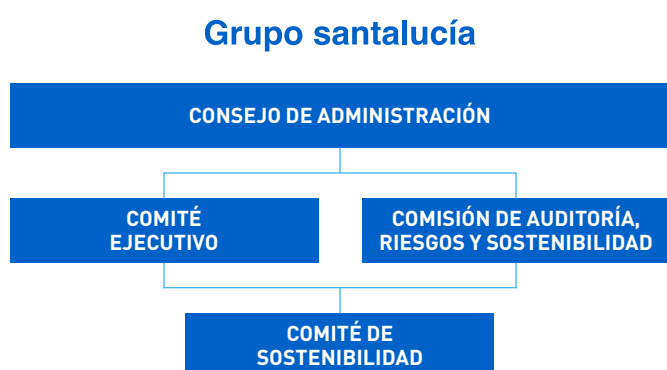 Grupo santalucía
CONSEJO DE ADMINISTRACIÓN
COMITÉ
EJECUTIVO
COMISIÓN DE AUDITORÍA,
RIESGOS Y SOSTENIBILIDAD
COMITÉ DE
SOSTENIBILIDAD